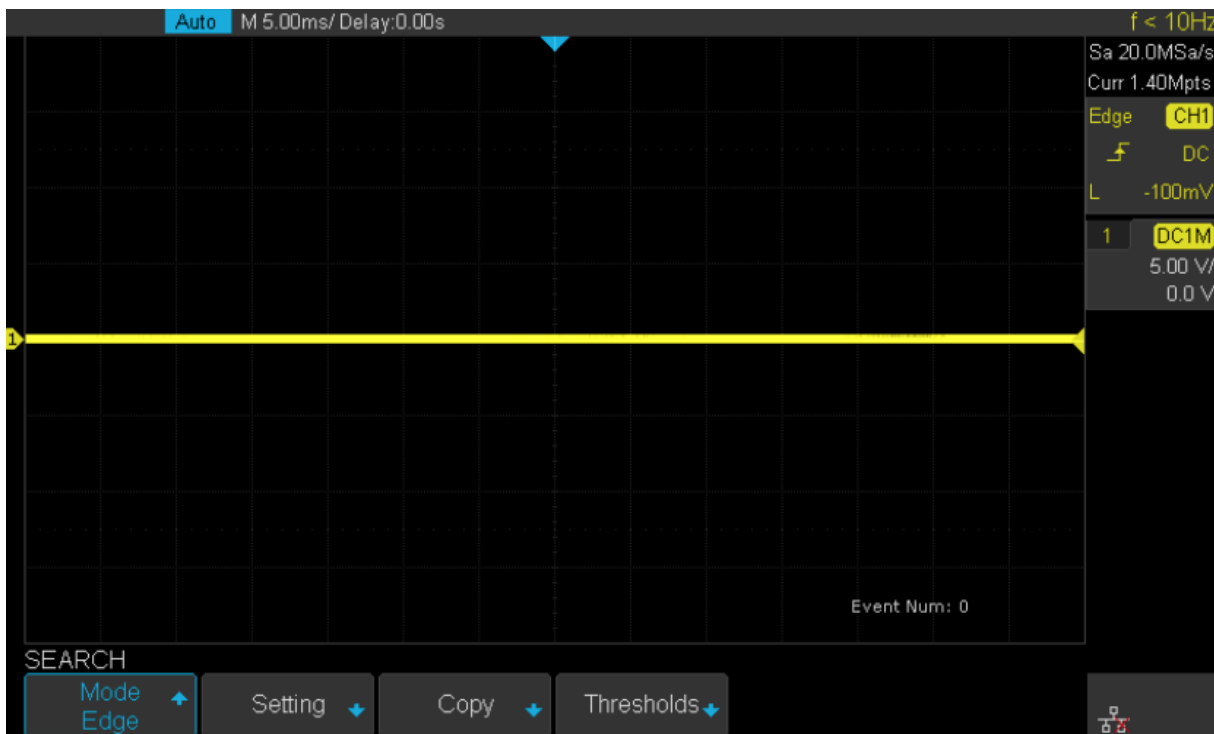 Auto M 5.00ms/ Delay:0.00s f < 10Hz
Sa 20.0MSa/s
Curr 1.40Mpts
Edge CH1
DC
L -100mV
1 DC1M
5.00 V/
0.0 V
1
Event Num: 0
SEARCH
Mode Edge
Setting
Copy
Thresholds